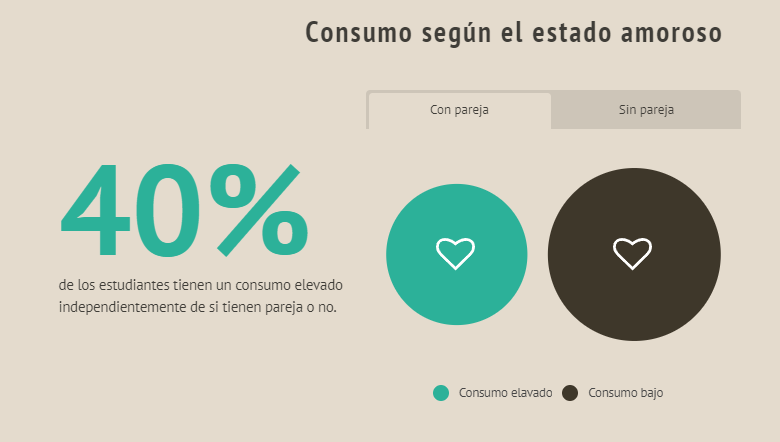 Consumo según el estado amoroso
Con pareja
Sin pareja
40%
de los estudiantes tienen un consumo elevado
independientemente de si tienen pareja o no.
Consumo elavado
Consumo bajo